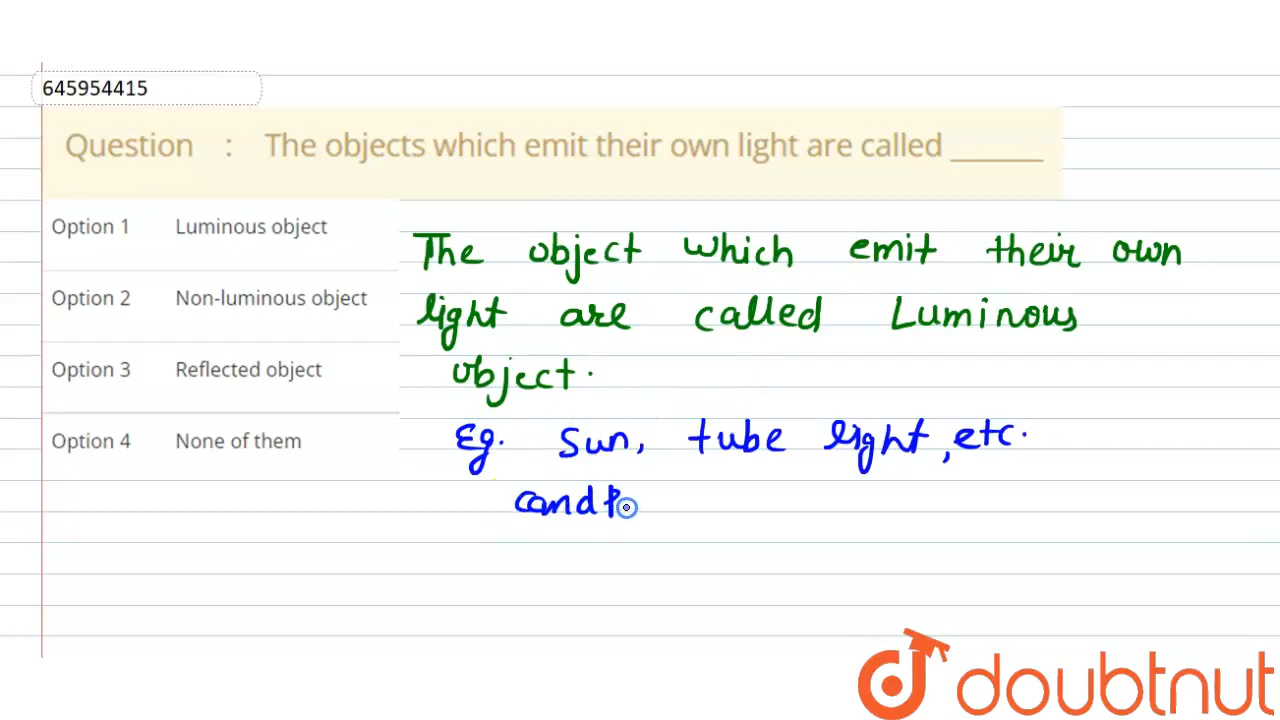 645954415
Question : The objects which emit their own light are called ______
Option 1 Luminous object
Option 2 Non-luminous object
Option 3 Reflected object
Option 4 None of them
The object which emit their own
light are called Luminous
object.
Eg. Sun, tube light, etc.
doubtnut